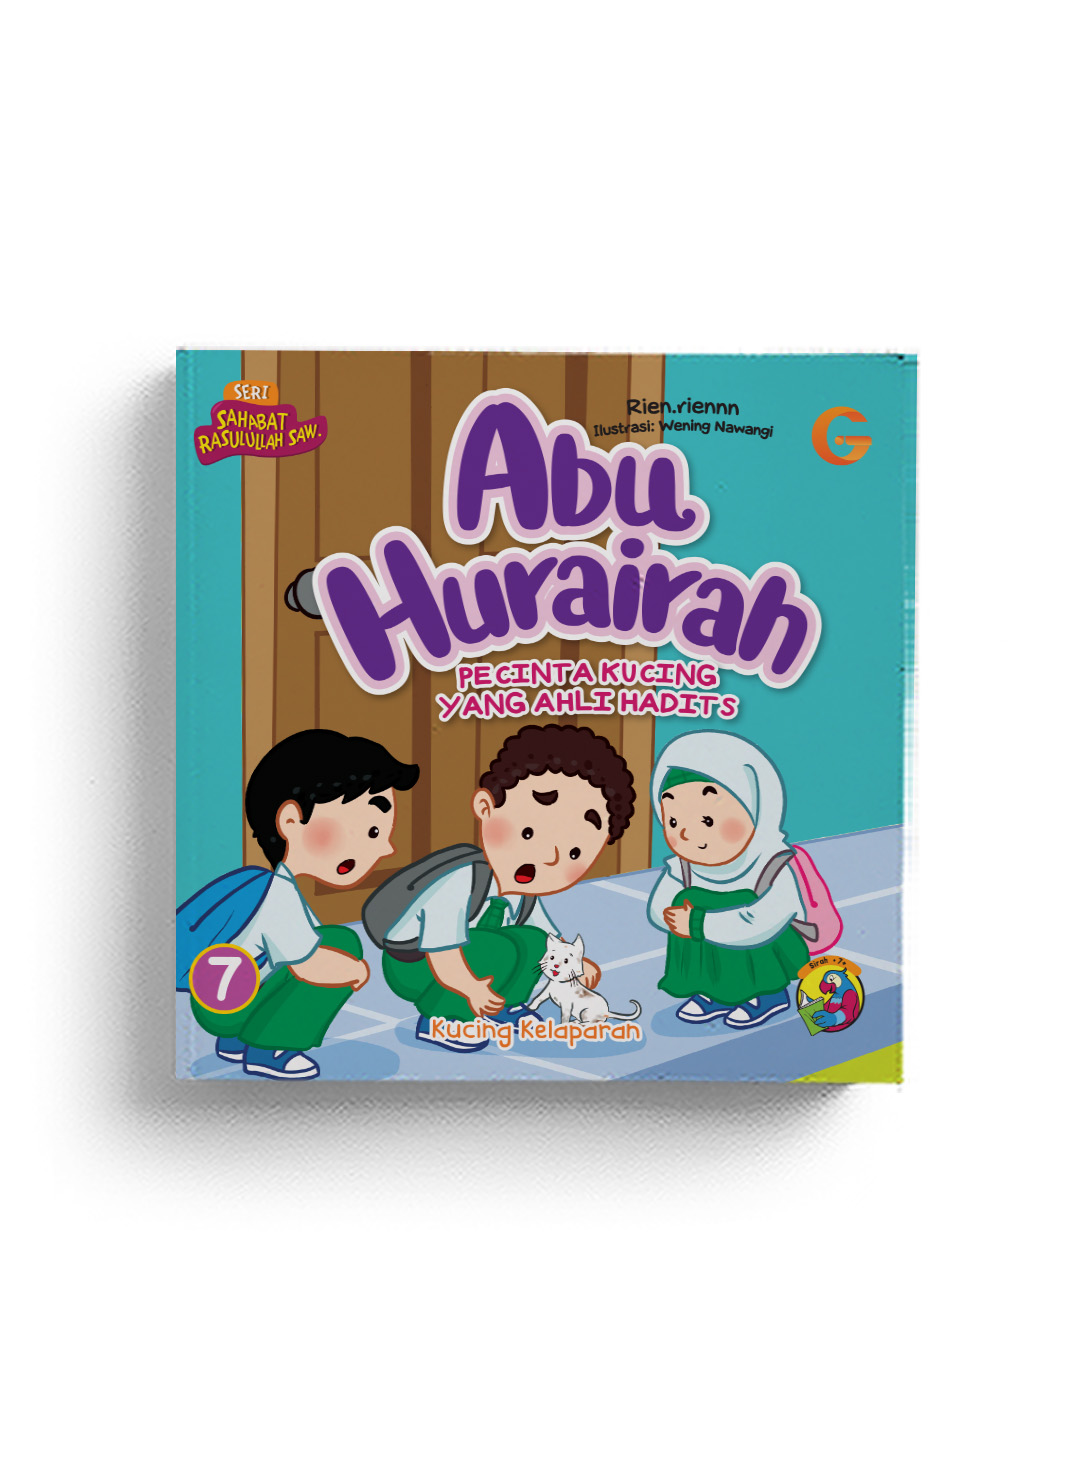 SERI
SAHABAT
RASULULLAH SAW.
Rien.riennn
Ilustrasi: Wening Nawangi
G
Abu
Hurairah
PECINTA KUCING
YANG AHLI HADITS
7
Sirah +7+
Kucing Kelaparan